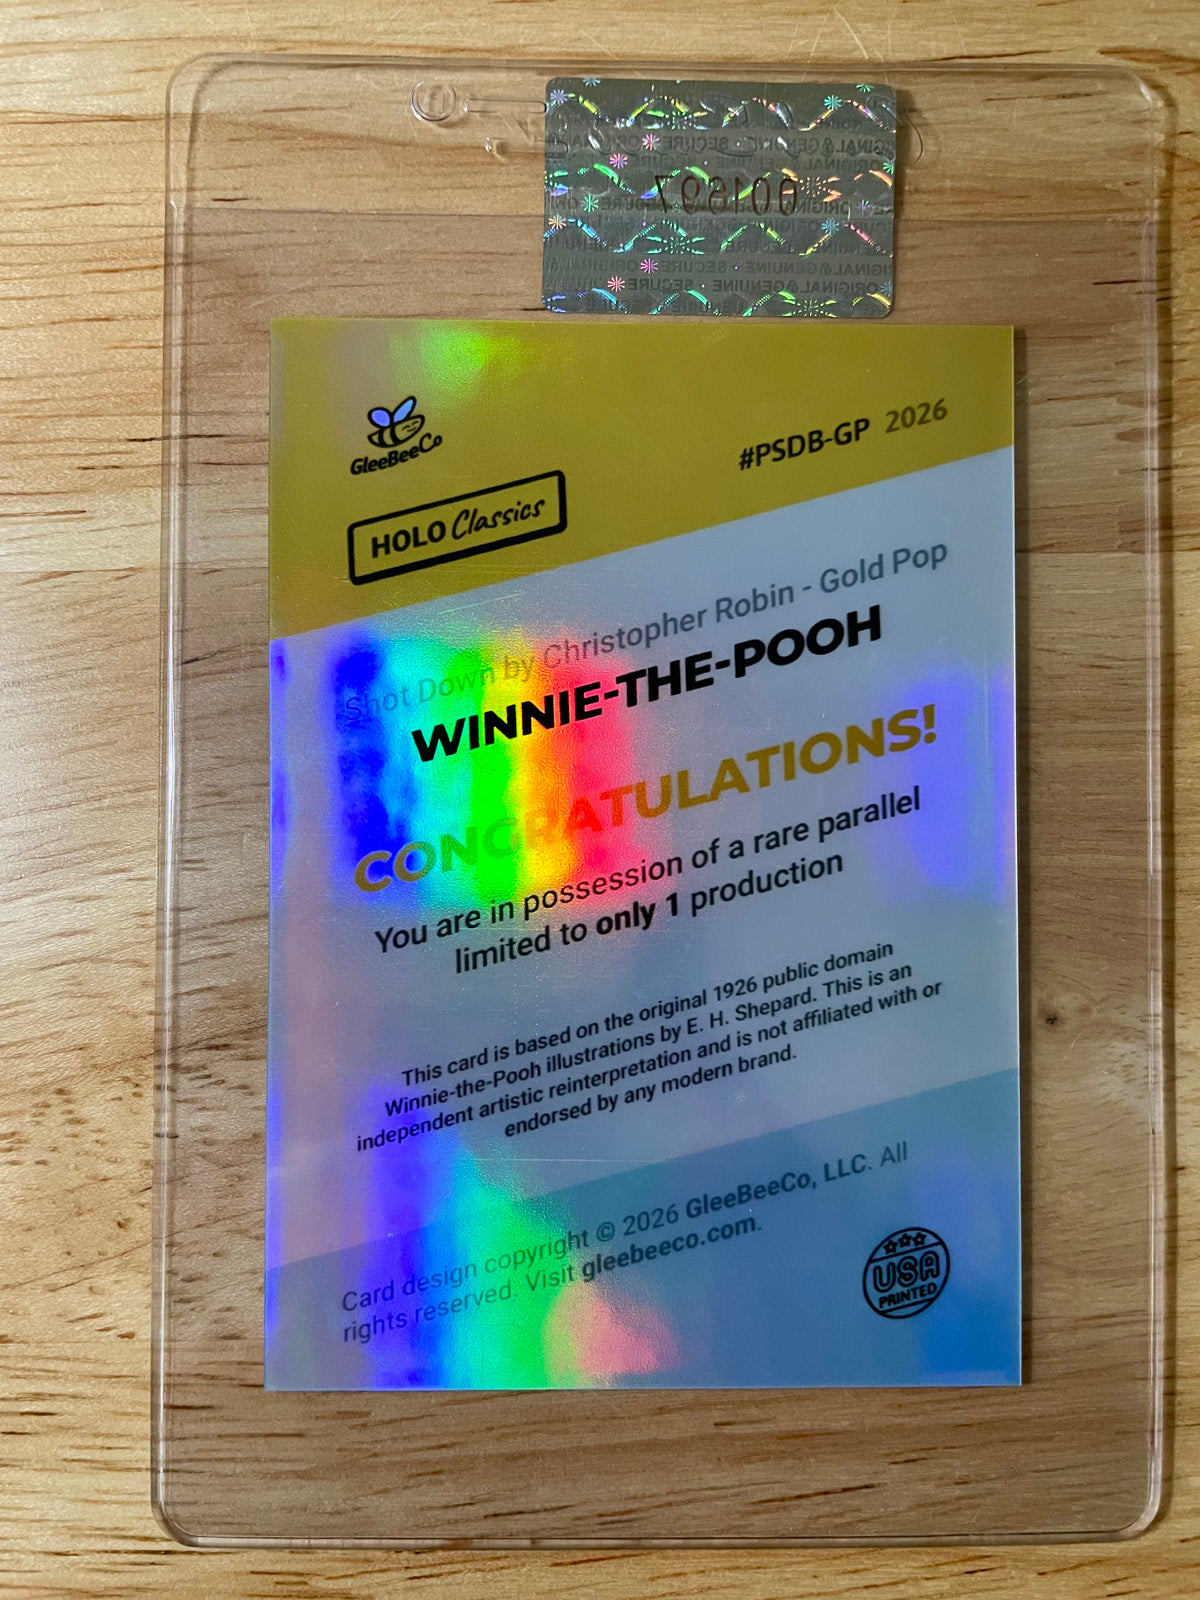 001697
ORIGINAL GENUINE SECURE
GleeBeeCo
#PSDB-GP 2026
HOLO Classics
Shot Down by Christopher Robin - Gold Pop
WINNIE-THE-POOH
CONGRATULATIONS!
You are in possession of a rare parallel
limited to only 1 production
This card is based on the original 1926 public domain
Winnie-the-Pooh illustrations by E. H. Shepard. This is an
independent artistic reinterpretation and is not affiliated with or
endorsed by any modern brand.
Card design copyright © 2026 GleeBeeCo, LLC. All
rights reserved. Visit gleebeeco.com.
USA
PRINTED